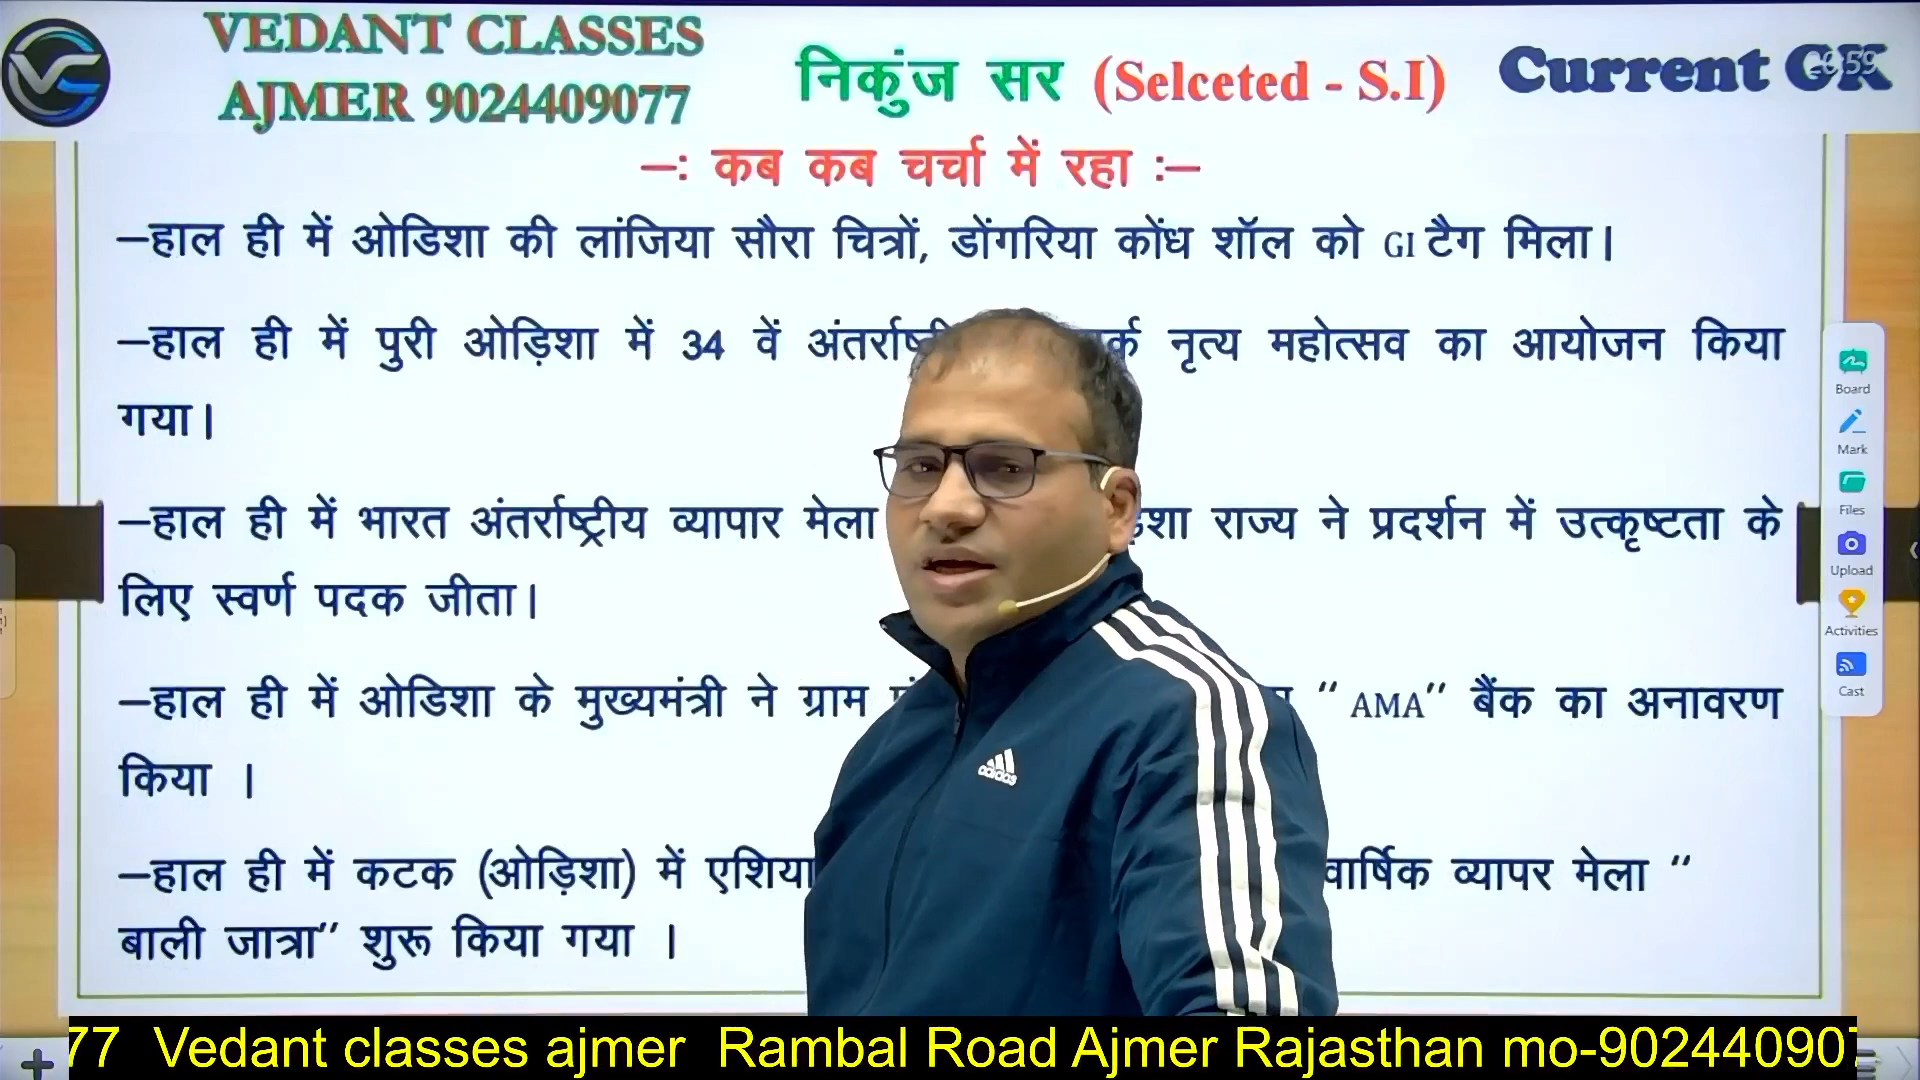 VEDANT CLASSES
AJMER 9024409077
निकुंज सर (Selceted - S.I)
Current GK
–: कब कब चर्चा में रहा :–
–हाल ही में ओडिशा की लांजिया सौरा चित्रों, डोंगरिया कोंध शॉल को GI टैग मिला।
–हाल ही में पुरी ओड़िशा में 34 वें नृत्य महोत्सव का आयोजन किया
गया।
–हाल ही में भारत अंतर्राष्ट्रीय व्यापार मेला राज्य ने प्रदर्शन में उत्कृष्टता के
लिए स्वर्ण पदक जीता।
–हाल ही में ओडिशा के मुख्यमंत्री ने ग्राम “AMA” बैंक का अनावरण
किया ।
–हाल ही में कटक (ओड़िशा) में एशिया वार्षिक व्यापर मेला “
बाली जात्रा” शुरू किया गया ।
Board
Mark
Files
Upload
Activities
Cast
adidas
77 Vedant classes ajmer Rambal Road Ajmer Rajasthan mo-902440907